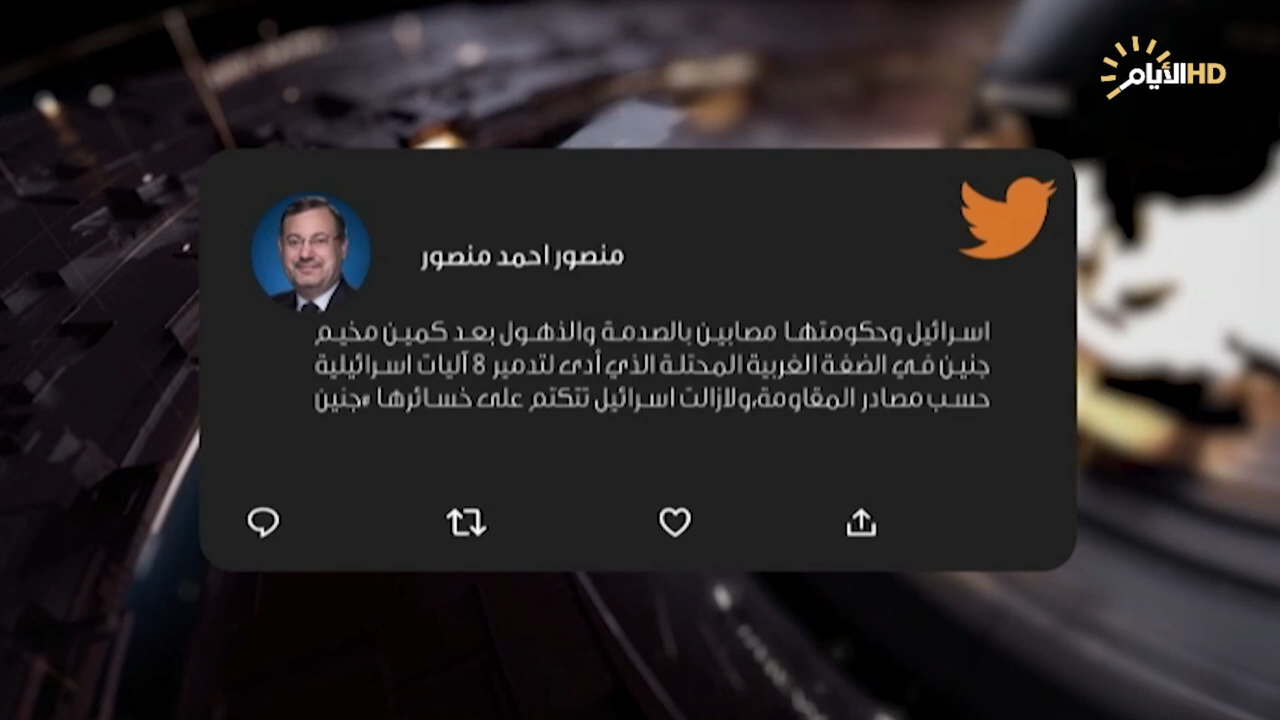 الأيام HD
منصور احمد منصور
اسرائيل وحكومتها مصابين بالصدمة والذهول بعد كمين مخيم
جنين في الضفة الغربية المحتلة الذي أدى لتدمير 8 آليات اسرائيلية
حسب مصادر المقاومة،ولازالت اسرائيل تتكتم على خسائرها #جنين